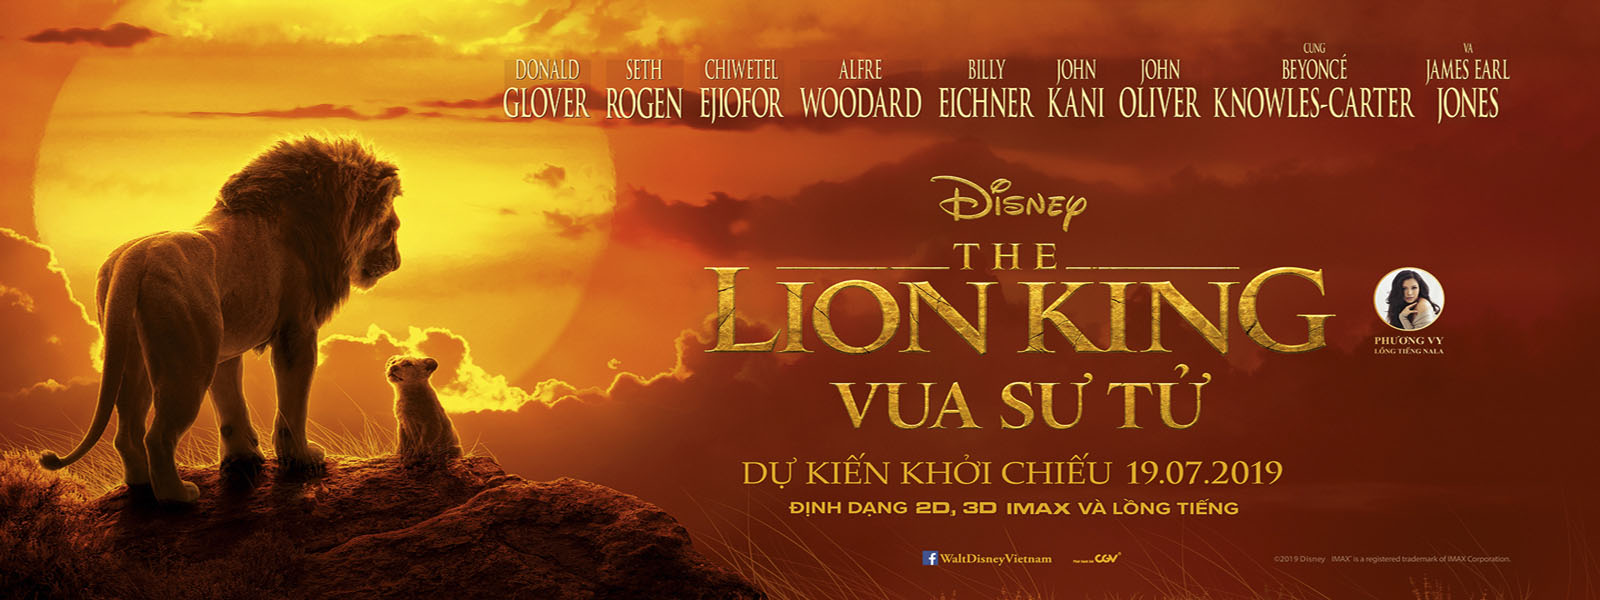 CÙNG VÀ
DONALD SETH CHIWETEL ALFRE BILLY JOHN JOHN BEYONCÉ JAMES EARL
GLOVER ROGEN EJIOFOR WOODARD EICHNER KANI OLIVER KNOWLES-CARTER JONES
Disney
THE
LION KING
PHƯƠNG VY
LỒNG TIẾNG NALA
VUA SƯ TỬ
DỰ KIẾN KHỞI CHIẾU 19.07.2019
ĐỊNH DẠNG 2D, 3D IMAX VÀ LỒNG TIẾNG
f WaltDisneyVietnam
CGV
©2019 Disney IMAX® is a registered trademark of IMAX Corporation.